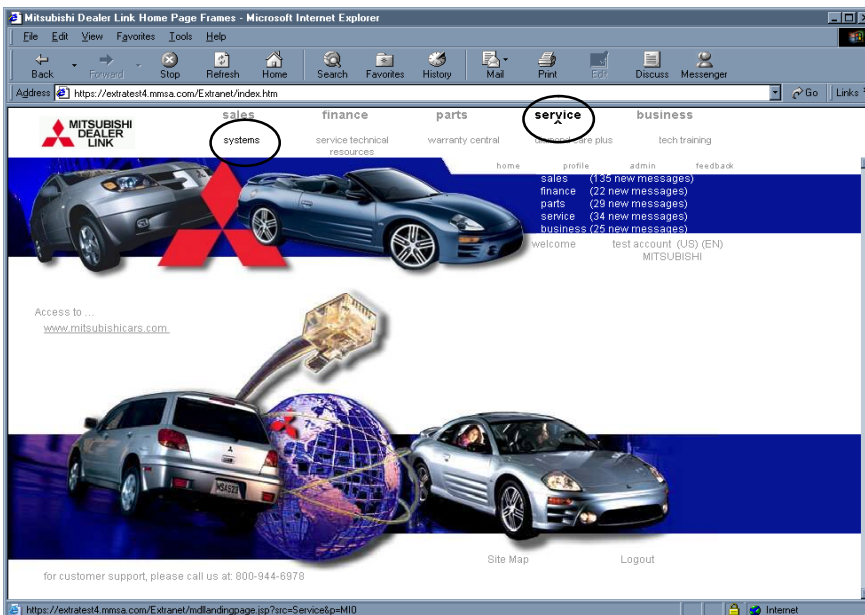 Mitsubishi Dealer Link Home Page Frames - Microsoft Internet Explorer
File Edit View Favorites Tools Help
Back Forward Stop Refresh Home Search Favorites History Mail Print Edit Discuss Messenger
Address https://extratest4.mmsa.com/Extranet/index.htm Go Links
MITSUBISHI
DEALER
LINK
sales finance parts service business
systems service technical resources warranty central diamond care plus tech training
home profile admin feedback
sales (135 new messages)
finance (22 new messages)
parts (29 new messages)
service (34 new messages)
business (25 new messages)
welcome test account (US) (EN)
MITSUBISHI
Access to ...
www.mitsubishicars.com
Site Map Logout
for customer support, please call us at: 800-944-6978
https://extratest4.mmsa.com/Extranet/mdllandingpage.jsp?src=Service&p=MI0 Internet